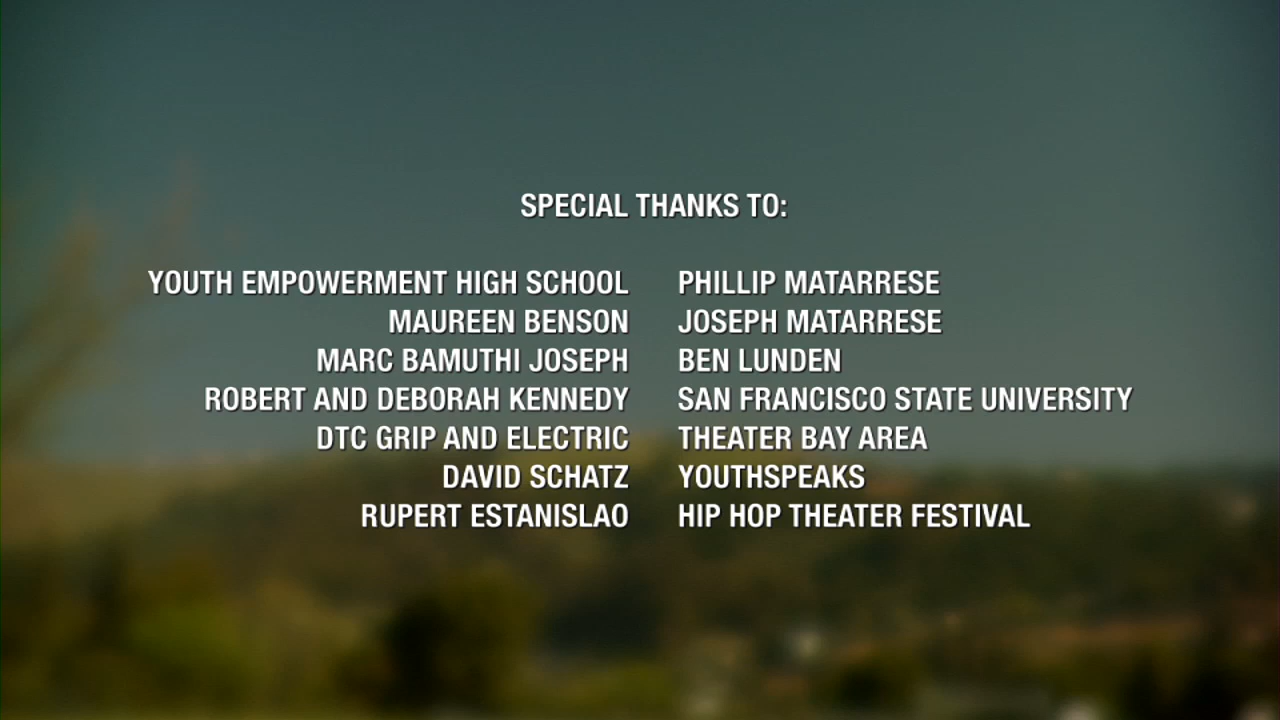 SPECIAL THANKS TO:
YOUTH EMPOWERMENT HIGH SCHOOL
MAUREEN BENSON
MARC BAMUTHI JOSEPH
ROBERT AND DEBORAH KENNEDY
DTC GRIP AND ELECTRIC
DAVID SCHATZ
RUPERT ESTANISLAO
PHILLIP MATARRESE
JOSEPH MATARRESE
BEN LUNDEN
SAN FRANCISCO STATE UNIVERSITY
THEATER BAY AREA
YOUTHSPEAKS
HIP HOP THEATER FESTIVAL